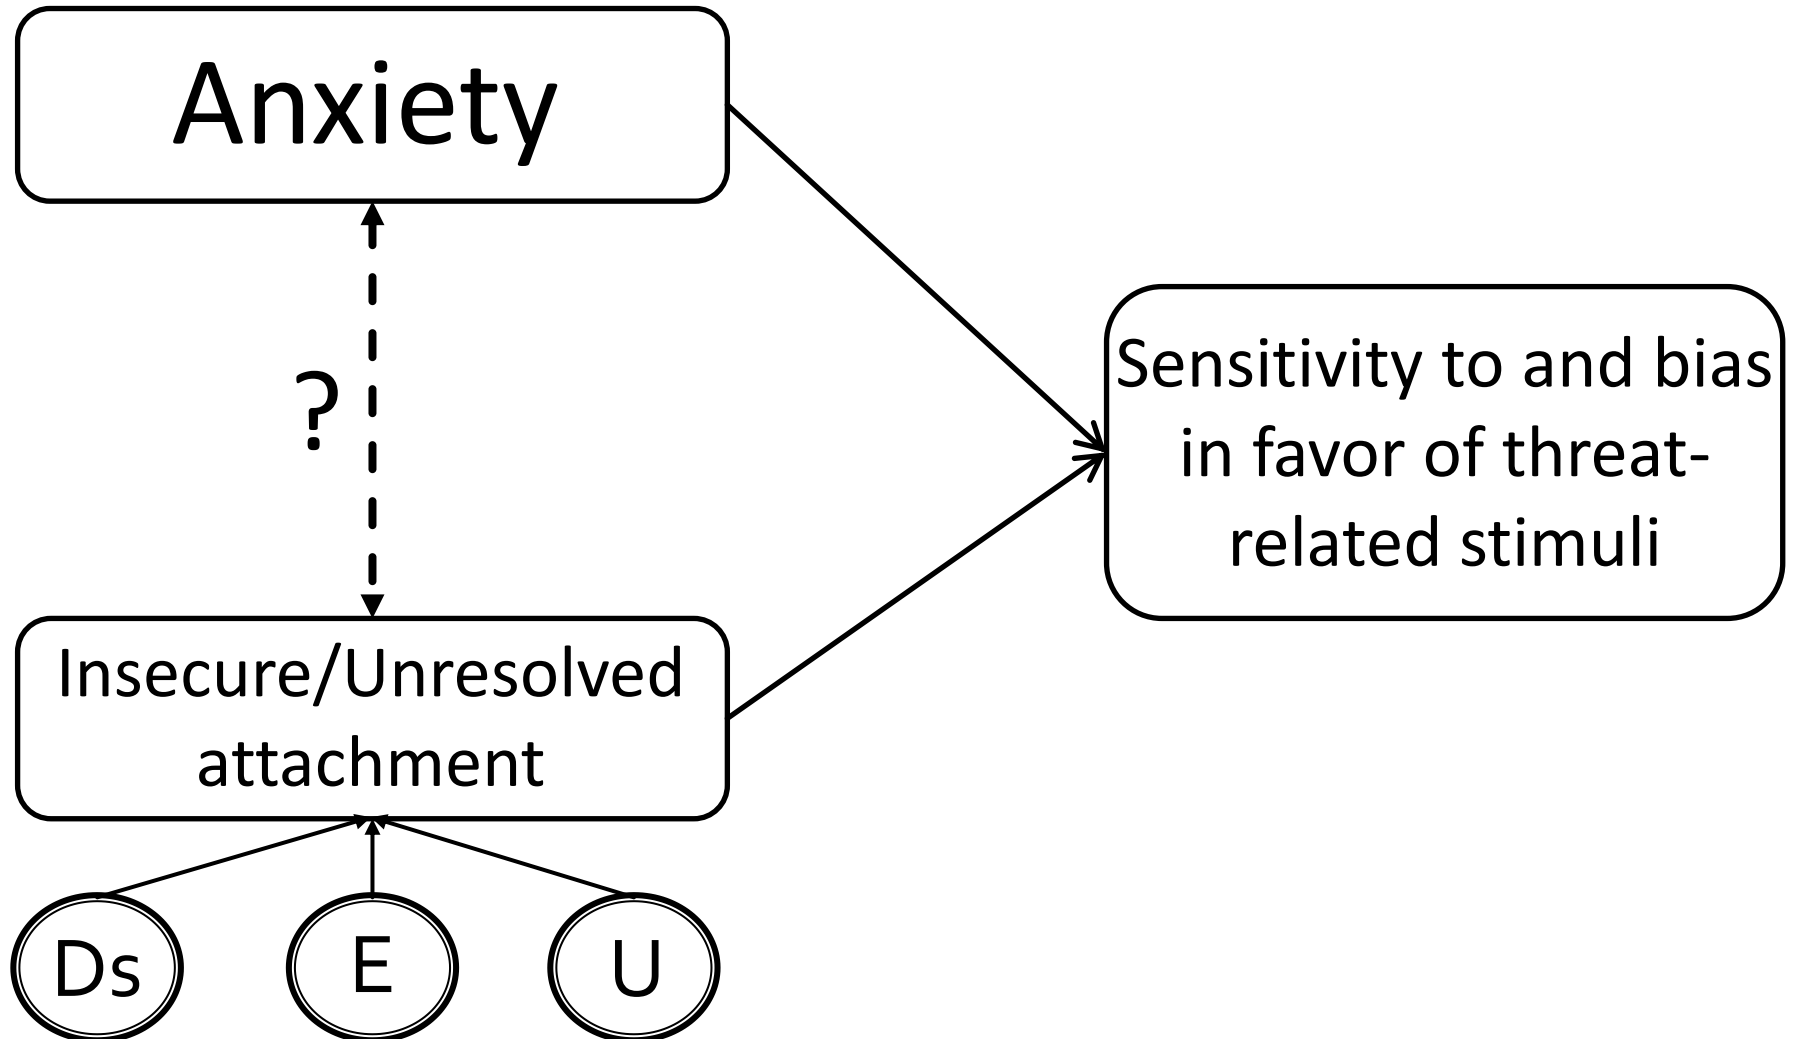 Anxiety
?
Sensitivity to and bias
in favor of threat-
related stimuli
Insecure/Unresolved
attachment
Ds
E
U